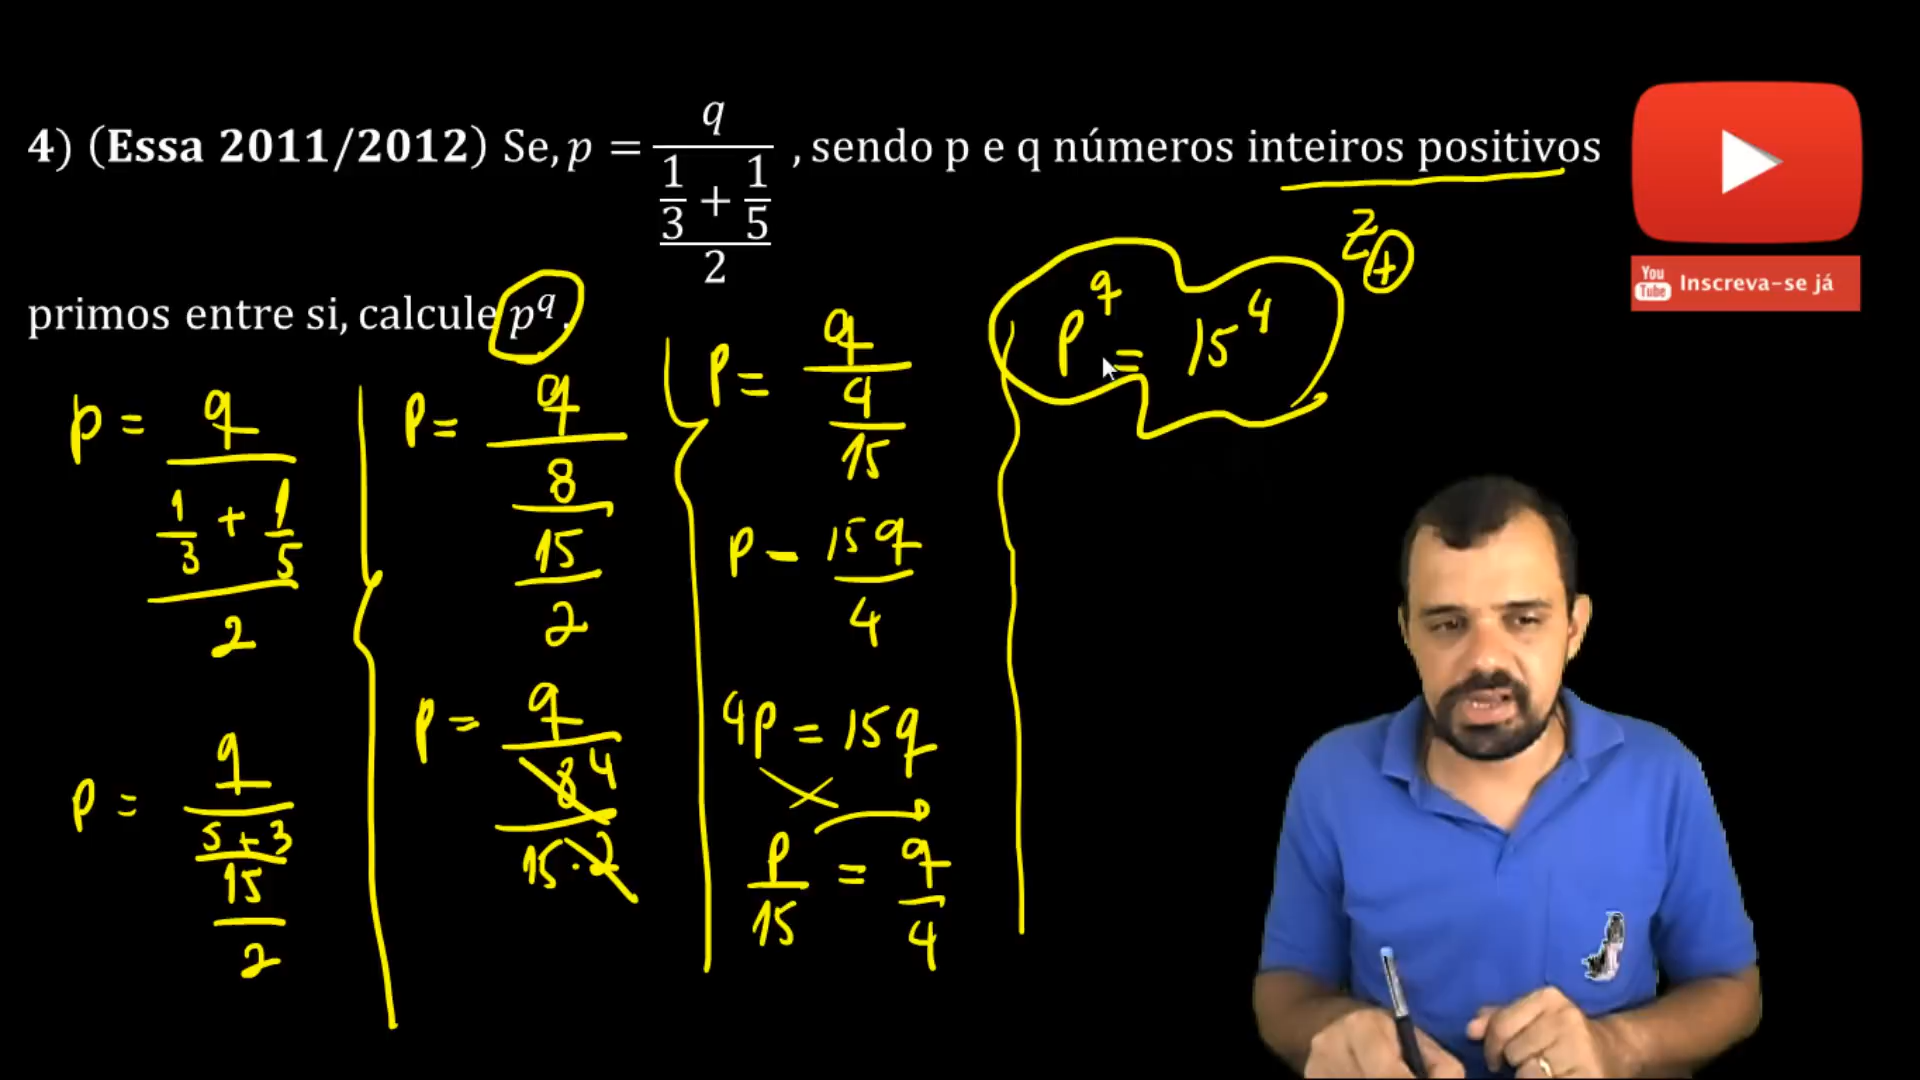 4) (Essa 2011/2012) Se, p = q / ((1/3 + 1/5) / 2) , sendo p e q números inteiros positivos
primos entre si, calcule p^q.
Z+
You Tube Inscreva-se já
p = q / ((1/3 + 1/5) / 2)
p = q / (((5+3)/15) / 2)
P = q / ((8/15) / 2)
p = q / (8 4 / (15·2))
P = q / (4/15)
P = 15q / 4
4P = 15q
P/15 = q/4
P^q = 15^4